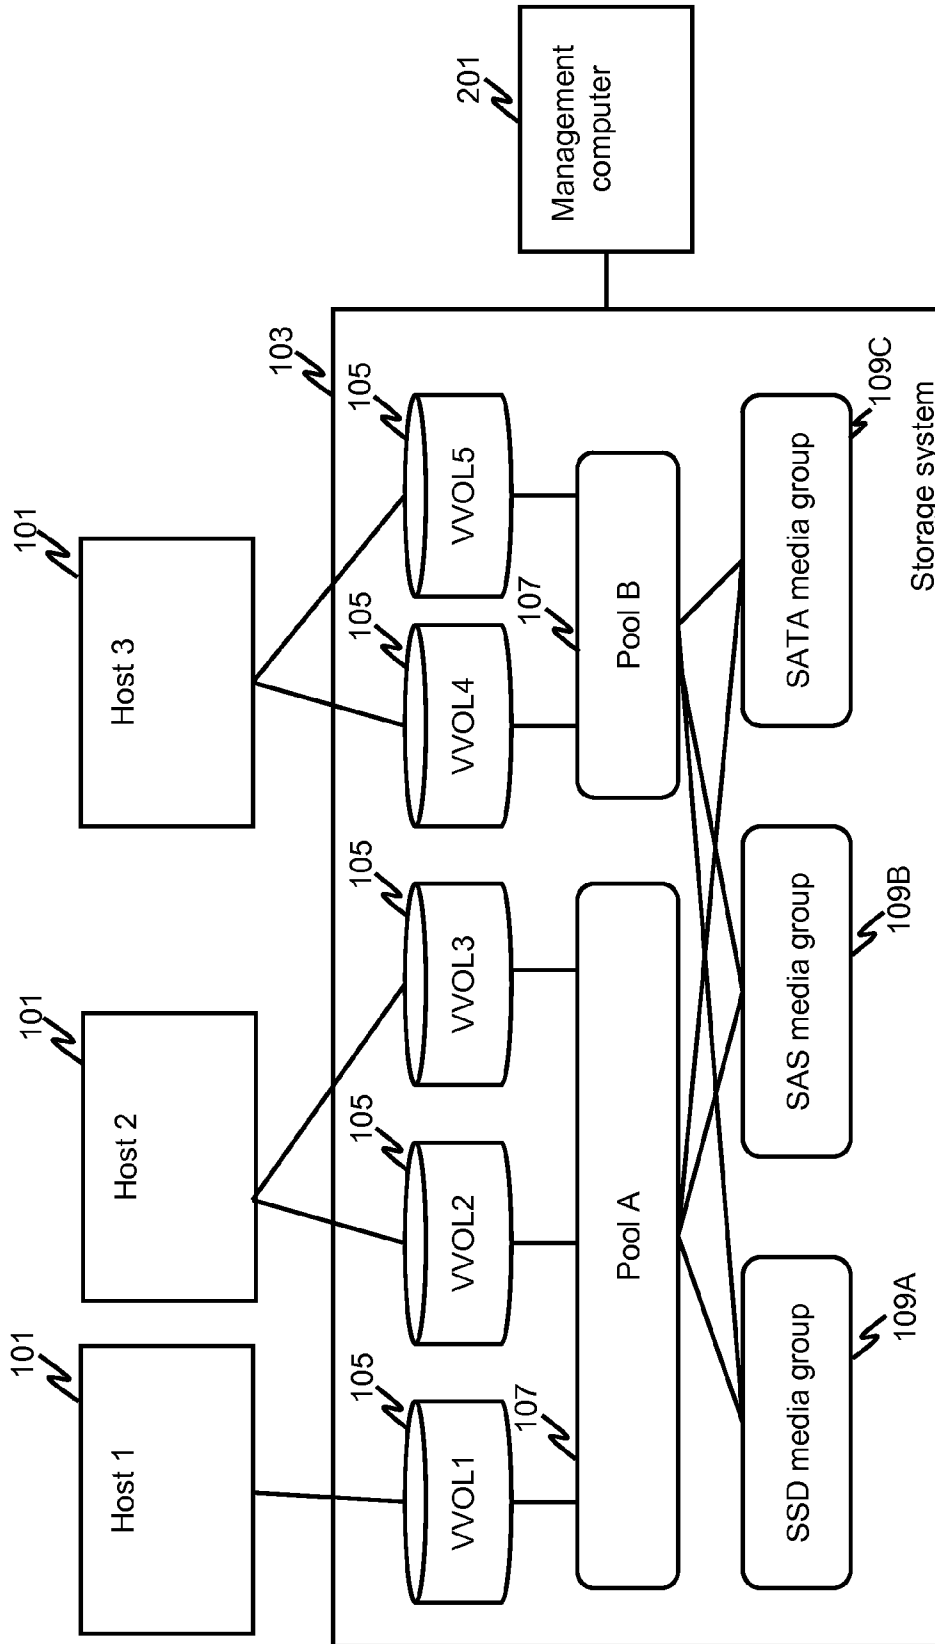 101
101
101
Host 1
Host 2
Host 3
103
201
Management
computer
105
105
105
105
105
VVOL1
VVOL2
VVOL3
VVOL4
VVOL5
107
107
Pool A
Pool B
SSD media group
SAS media group
SATA media group
109A
109B
109C
Storage system